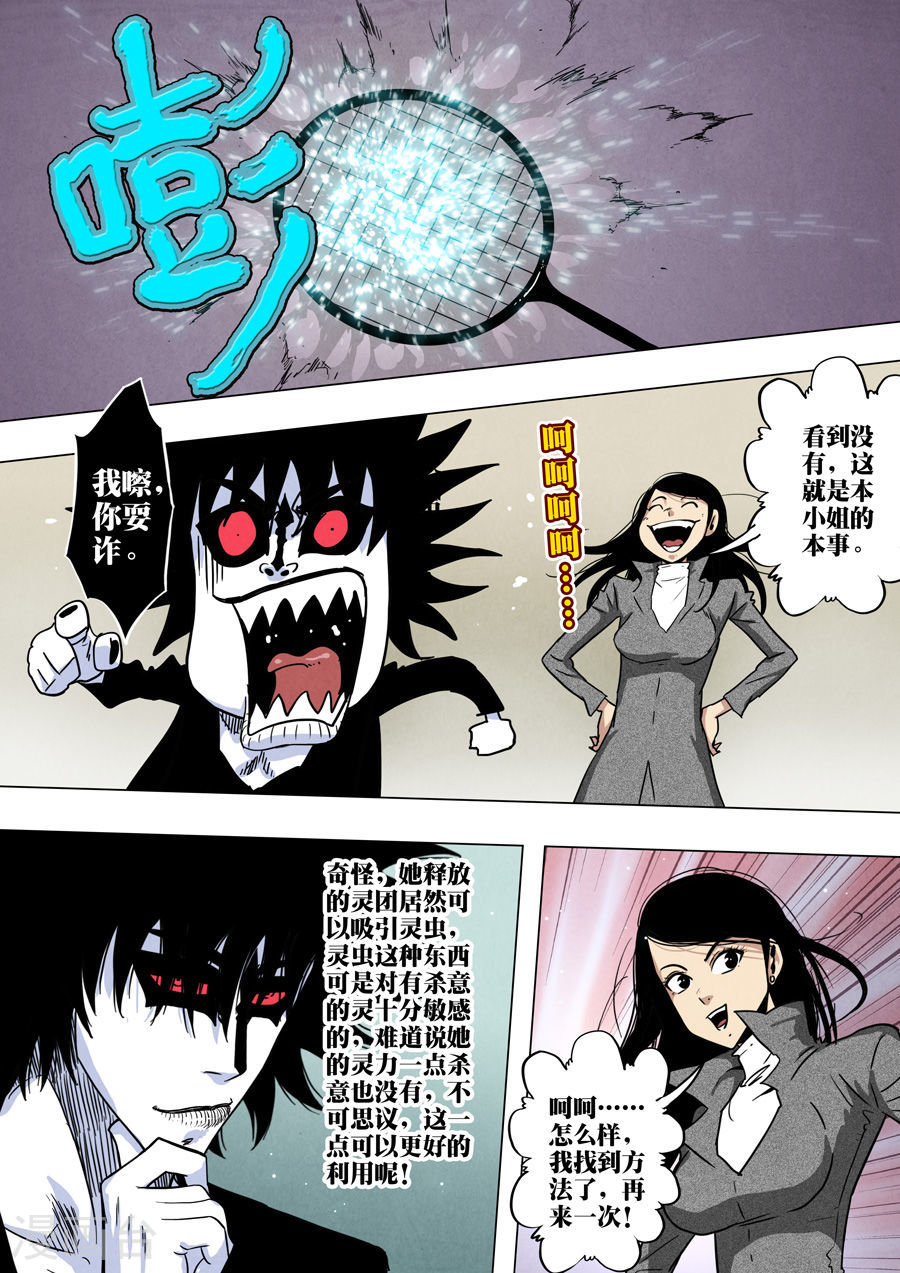 嘭
看到没
有，这
就是本
小姐的
本事。
呵呵呵呵……
我嚓，
你耍
诈。
奇怪，她释放
的灵团居然可
以吸引灵虫，
灵虫这种东西
可是对有杀意
的灵十分敏感
的，难道说她
的灵力一点杀
意也没有，不
可思议，这一
点可以更好的
利用呢！
呵呵……
怎么样，
我找到方
法了，再
来一次！
漫画台